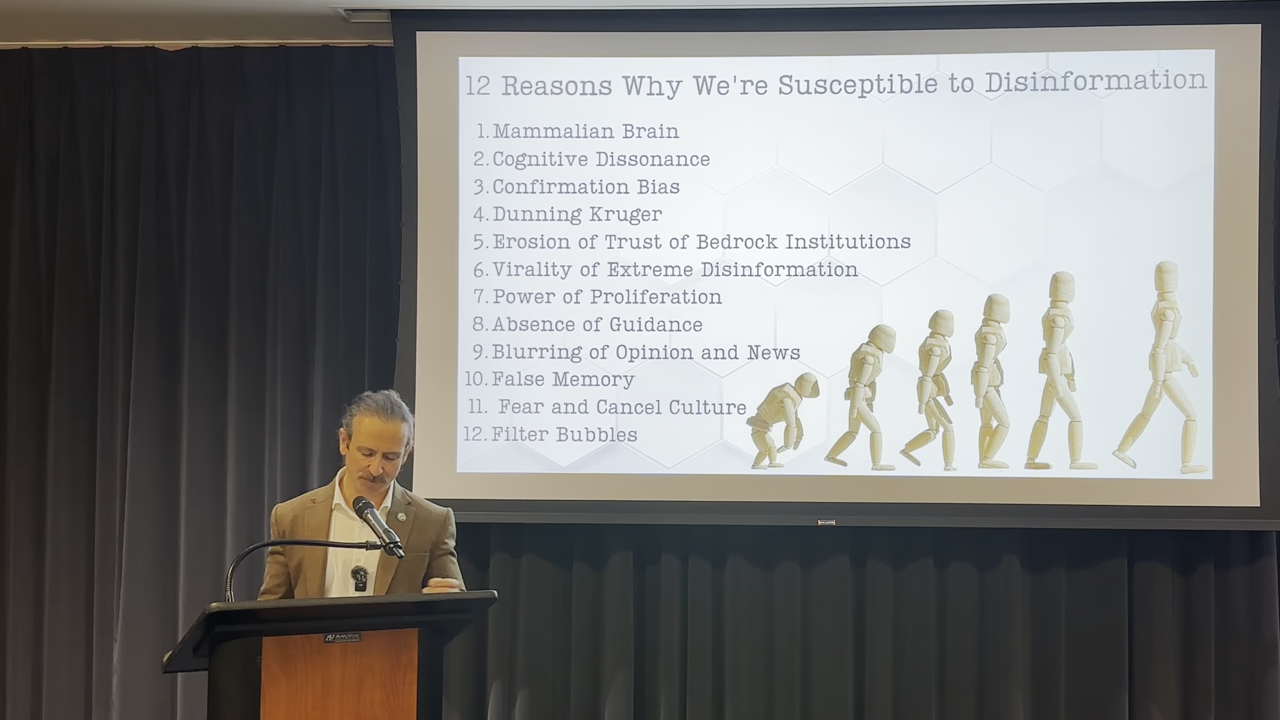 12 Reasons Why We're Susceptible to Disinformation
1. Mammalian Brain
2. Cognitive Dissonance
3. Confirmation Bias
4. Dunning Kruger
5. Erosion of Trust of Bedrock Institutions
6. Virality of Extreme Disinformation
7. Power of Proliferation
8. Absence of Guidance
9. Blurring of Opinion and News
10. False Memory
11. Fear and Cancel Culture
12. Filter Bubbles